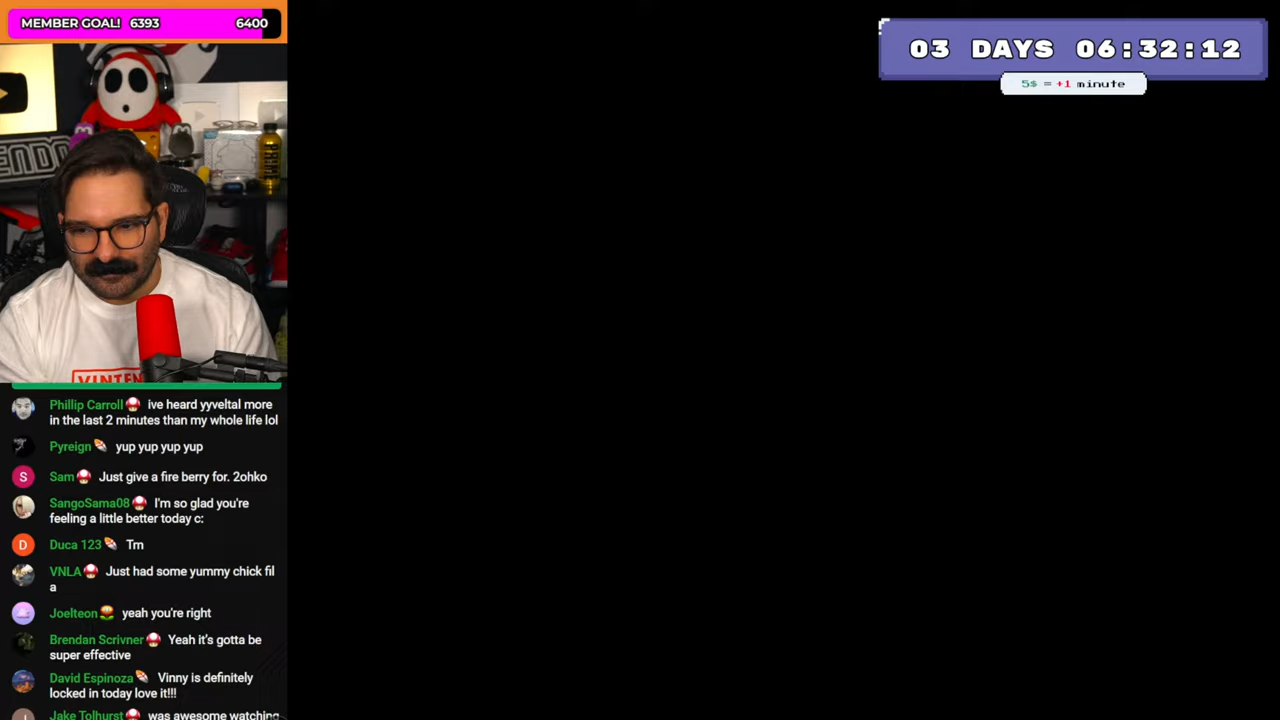 MEMBER GOAL! 6393 6400
03 DAYS 06:32:12
5$ = +1 minute
ENDO
VINTEN
Phillip Carroll ive heard yyveltal more
in the last 2 minutes than my whole life lol
Pyreign yup yup yup yup
S Sam Just give a fire berry for. 2ohko
SangoSama08 I'm so glad you're
feeling a little better today c:
D Duca 123 Tm
VNLA Just had some yummy chick fil
a
Joelteon yeah you're right
Brendan Scrivner Yeah it's gotta be
super effective
David Espinoza Vinny is definitely
locked in today love it!!!
Jake Tolhurst was awesome watching